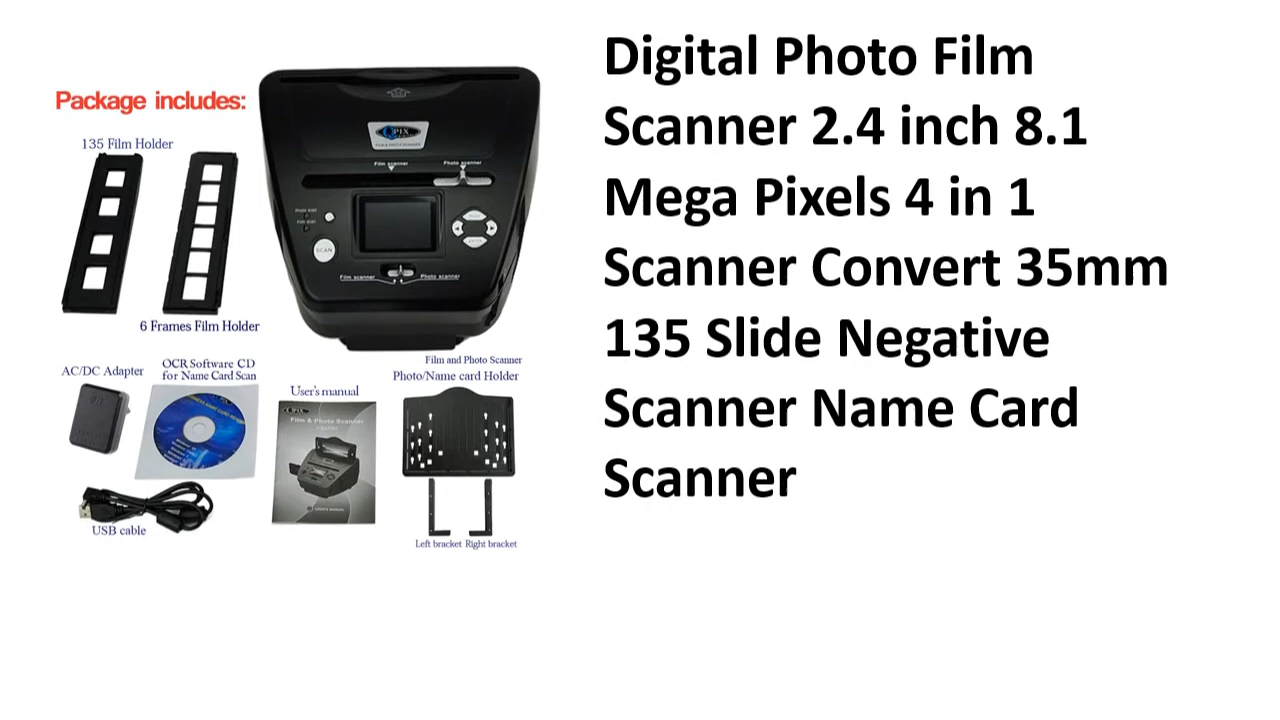 Digital Photo Film
Scanner 2.4 inch 8.1
Mega Pixels 4 in 1
Scanner Convert 35mm
135 Slide Negative
Scanner Name Card
Scanner
Package includes:
135 Film Holder
6 Frames Film Holder
QPIX
Film scanner
Photo scanner
SCAN
Film scanner
Photo scanner
Film and Photo Scanner
AC/DC Adapter
OCR Software CD
for Name Card Scan
User's manual
Film & Photo Scanner
Photo/Name card Holder
USB cable
Left bracket Right bracket